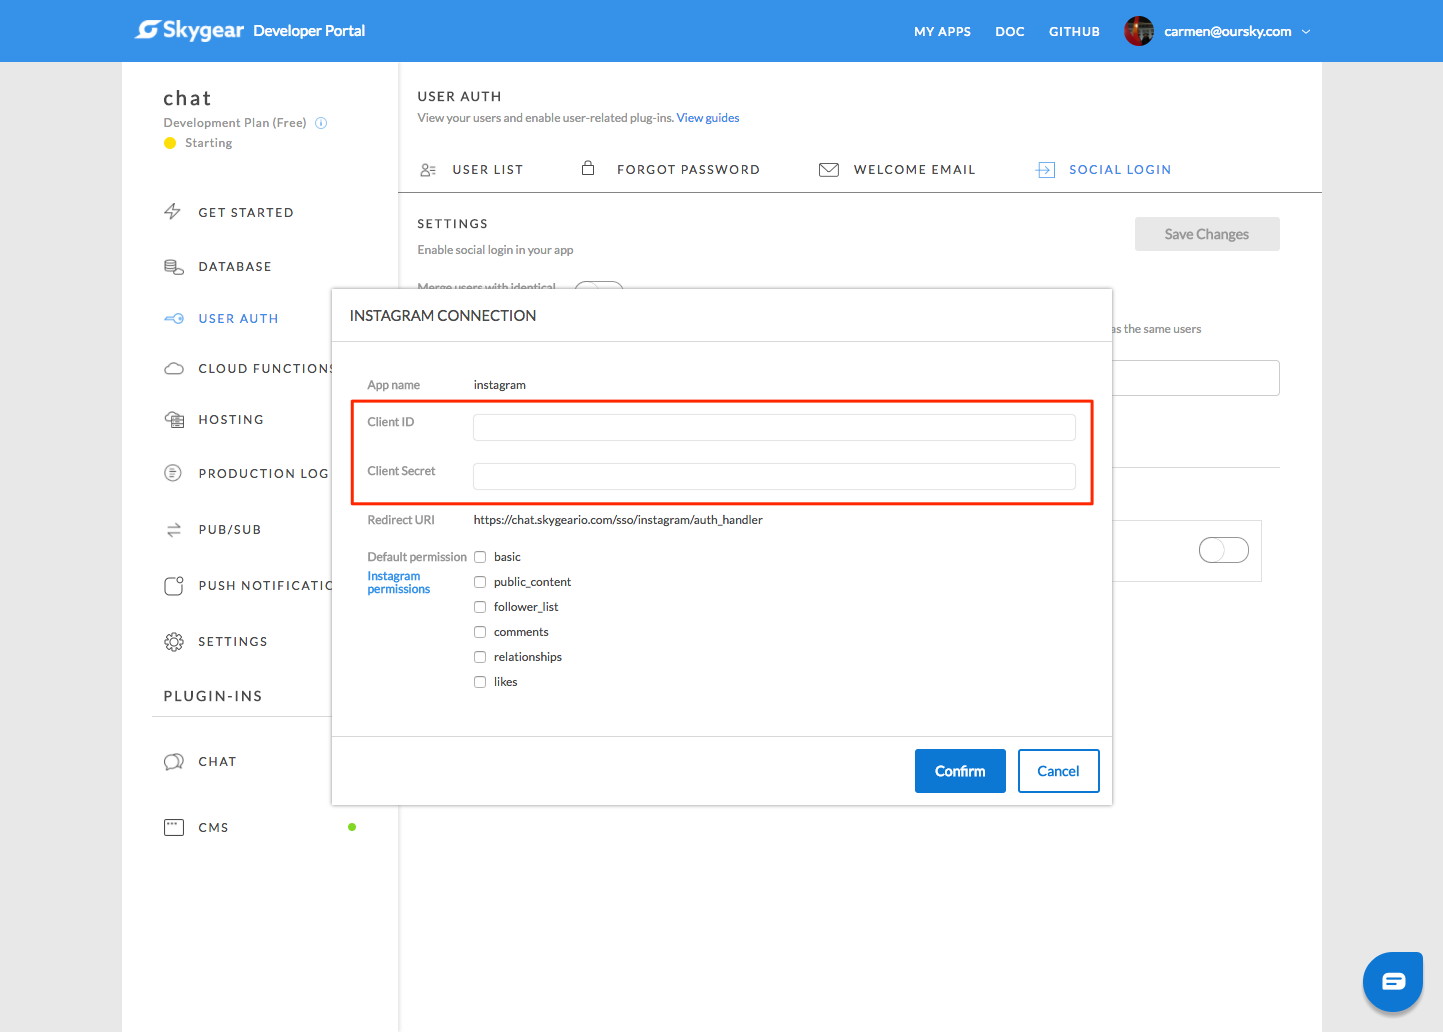 Skygear Developer Portal
MY APPS DOC GITHUB carmen@oursky.com
chat
Development Plan (Free)
Starting
GET STARTED
DATABASE
USER AUTH
CLOUD FUNCTIONS
HOSTING
PRODUCTION LOG
PUB/SUB
PUSH NOTIFICATIO
SETTINGS
PLUGIN-INS
CHAT
CMS
USER AUTH
View your users and enable user-related plug-ins. View guides
USER LIST FORGOT PASSWORD WELCOME EMAIL SOCIAL LOGIN
SETTINGS
Enable social login in your app
Save Changes
Merge users with identical
as the same users
INSTAGRAM CONNECTION
App name instagram
Client ID
Client Secret
Redirect URI https://chat.skygeario.com/sso/instagram/auth_handler
Default permission basic
Instagram
permissions
public_content
follower_list
comments
relationships
likes
Confirm Cancel